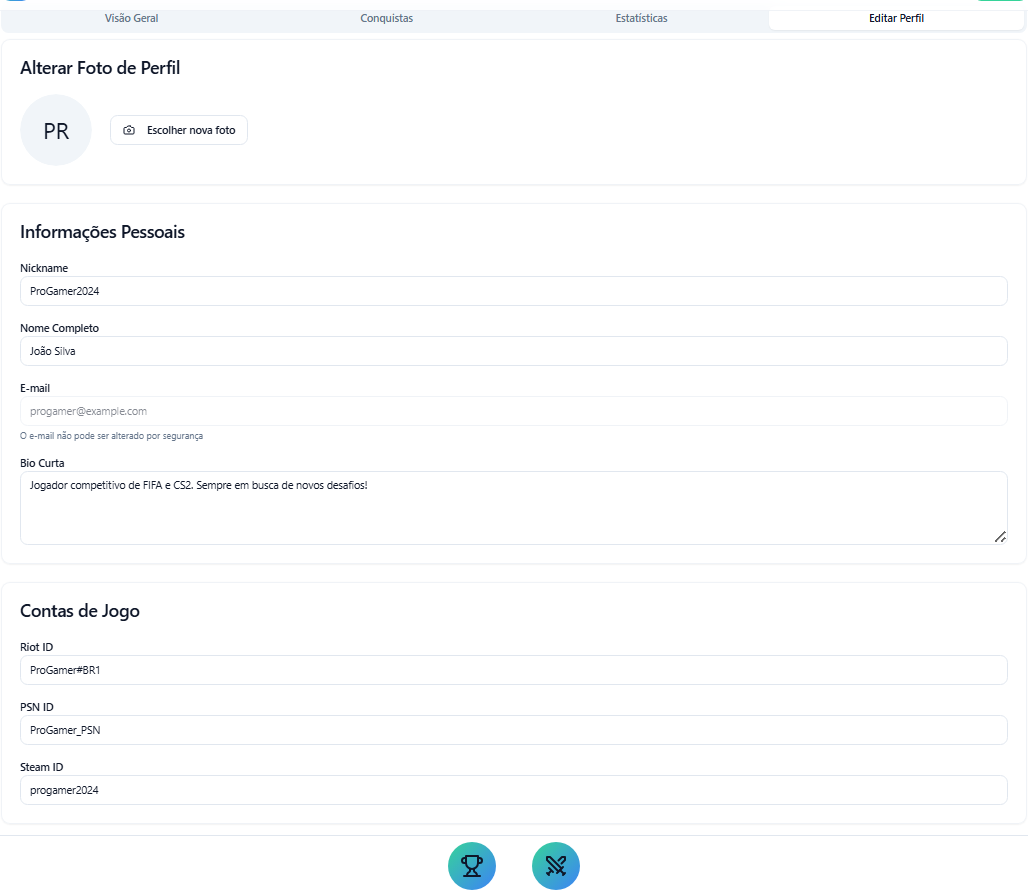 Visão Geral
Conquistas
Estatísticas
Editar Perfil
Alterar Foto de Perfil
PR
Escolher nova foto
Informações Pessoais
Nickname
ProGamer2024
Nome Completo
João Silva
E-mail
progamer@example.com
O e-mail não pode ser alterado por segurança
Bio Curta
Jogador competitivo de FIFA e CS2. Sempre em busca de novos desafios!
Contas de Jogo
Riot ID
ProGamer#BR1
PSN ID
ProGamer_PSN
Steam ID
progamer2024